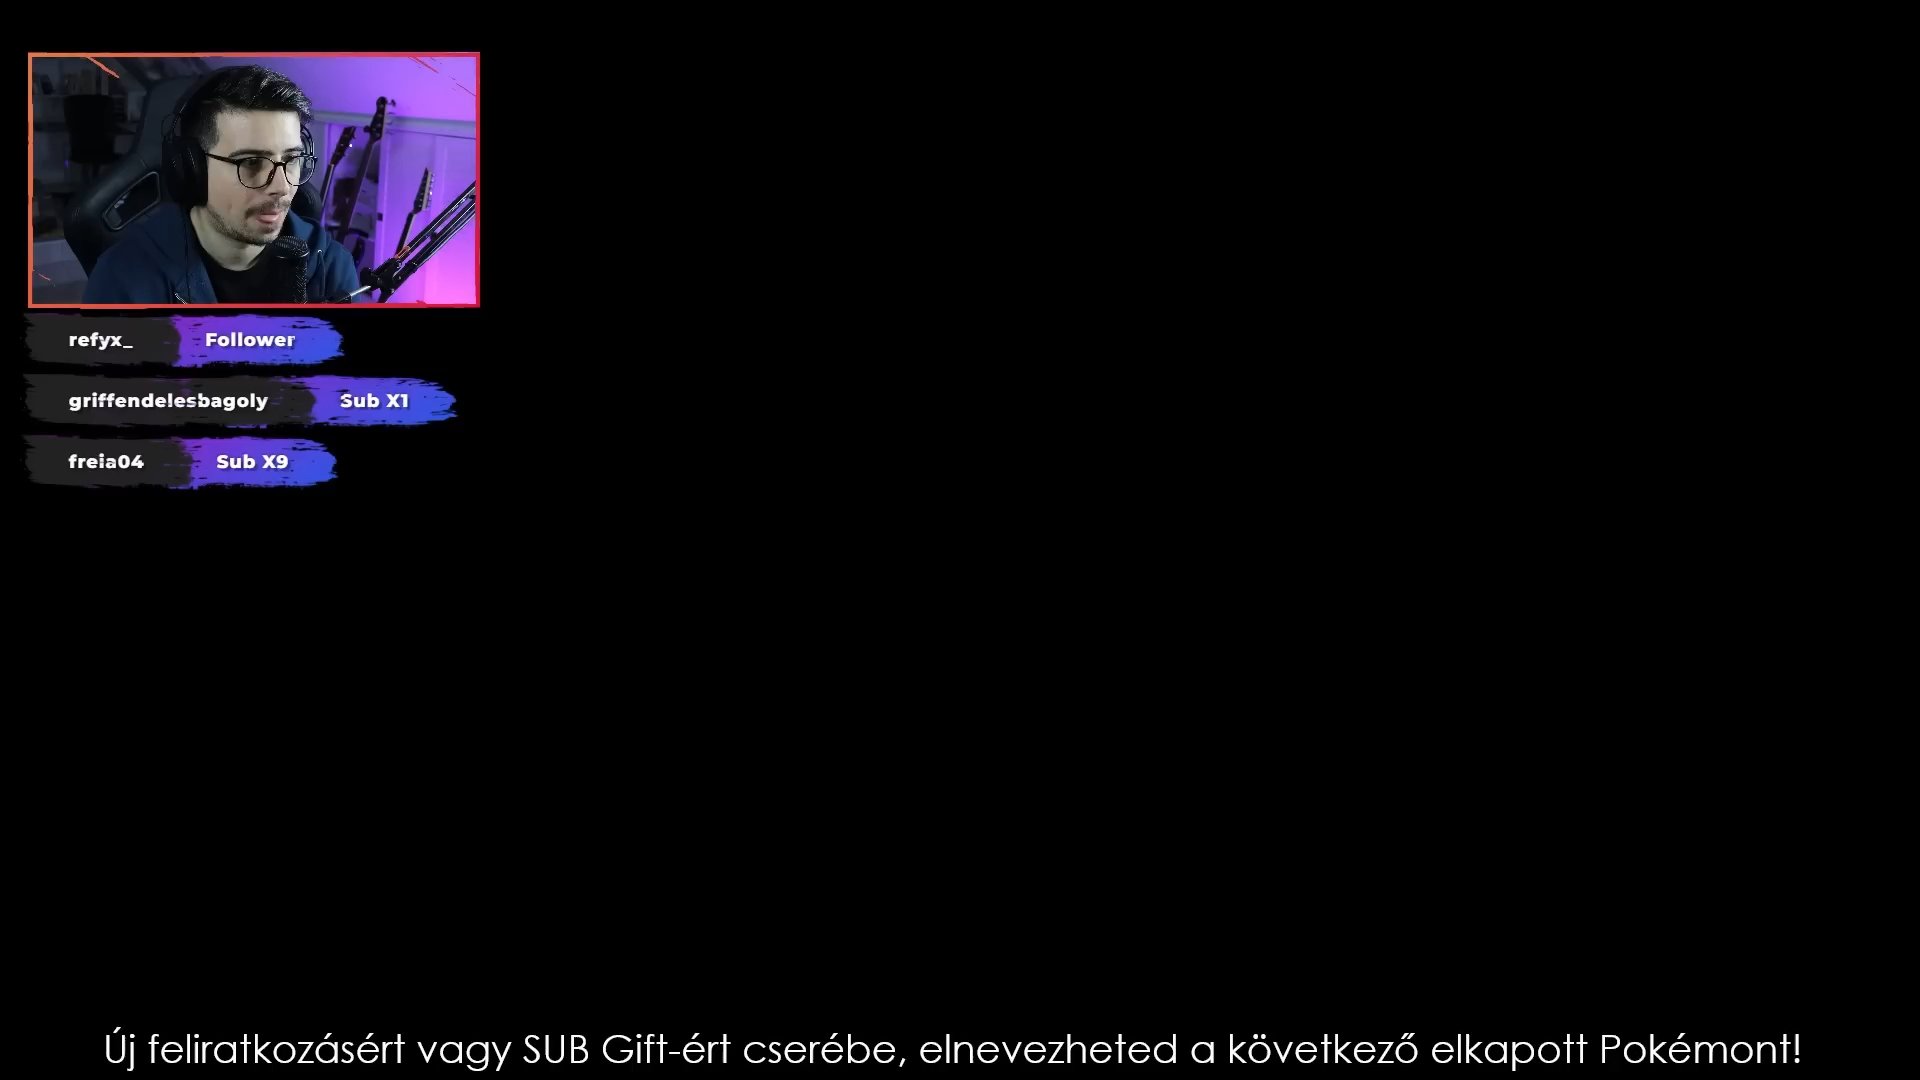 refyx_ Follower
griffendelesbagoly Sub X1
freia04 Sub X9
Új feliratkozásért vagy SUB Gift-ért cserébe, elnevezheted a következő elkapott Pokémont!